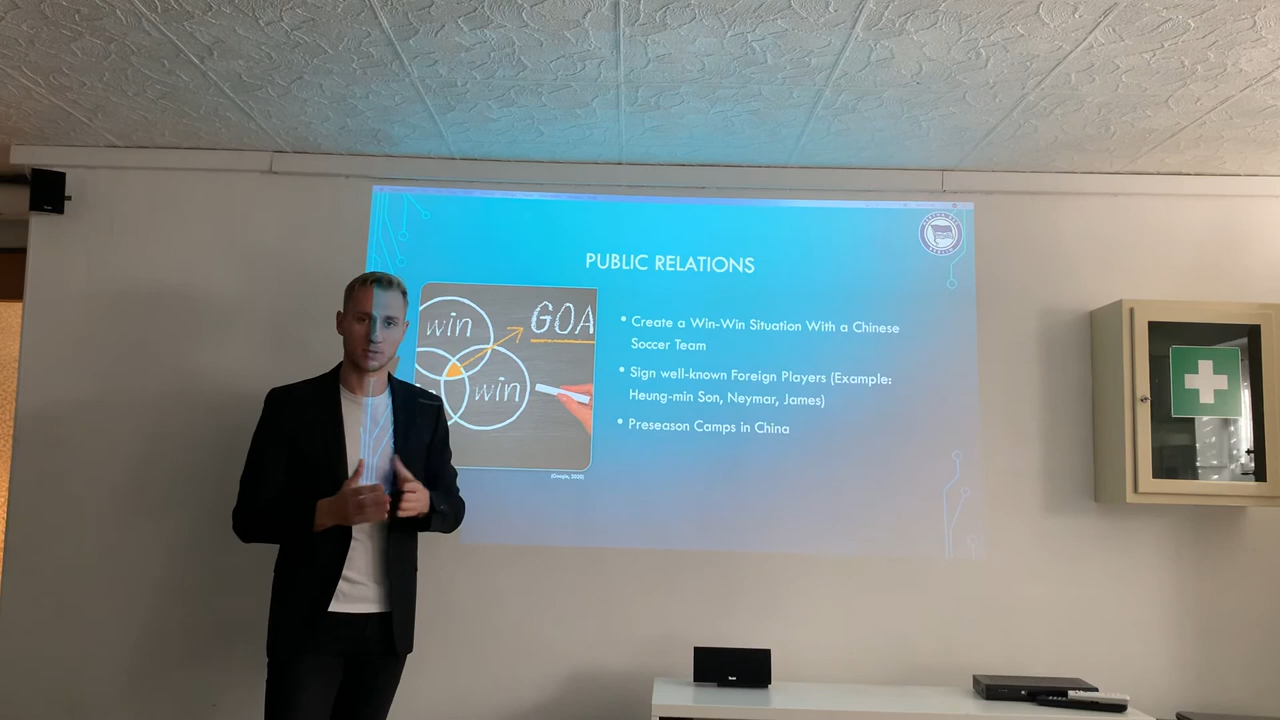 PUBLIC RELATIONS
win
GOA
win
• Create a Win-Win Situation With a Chinese
Soccer Team
• Sign well-known Foreign Players (Example:
Heung-min Son, Neymar, James)
• Preseason Camps in China
(Google, 2020)